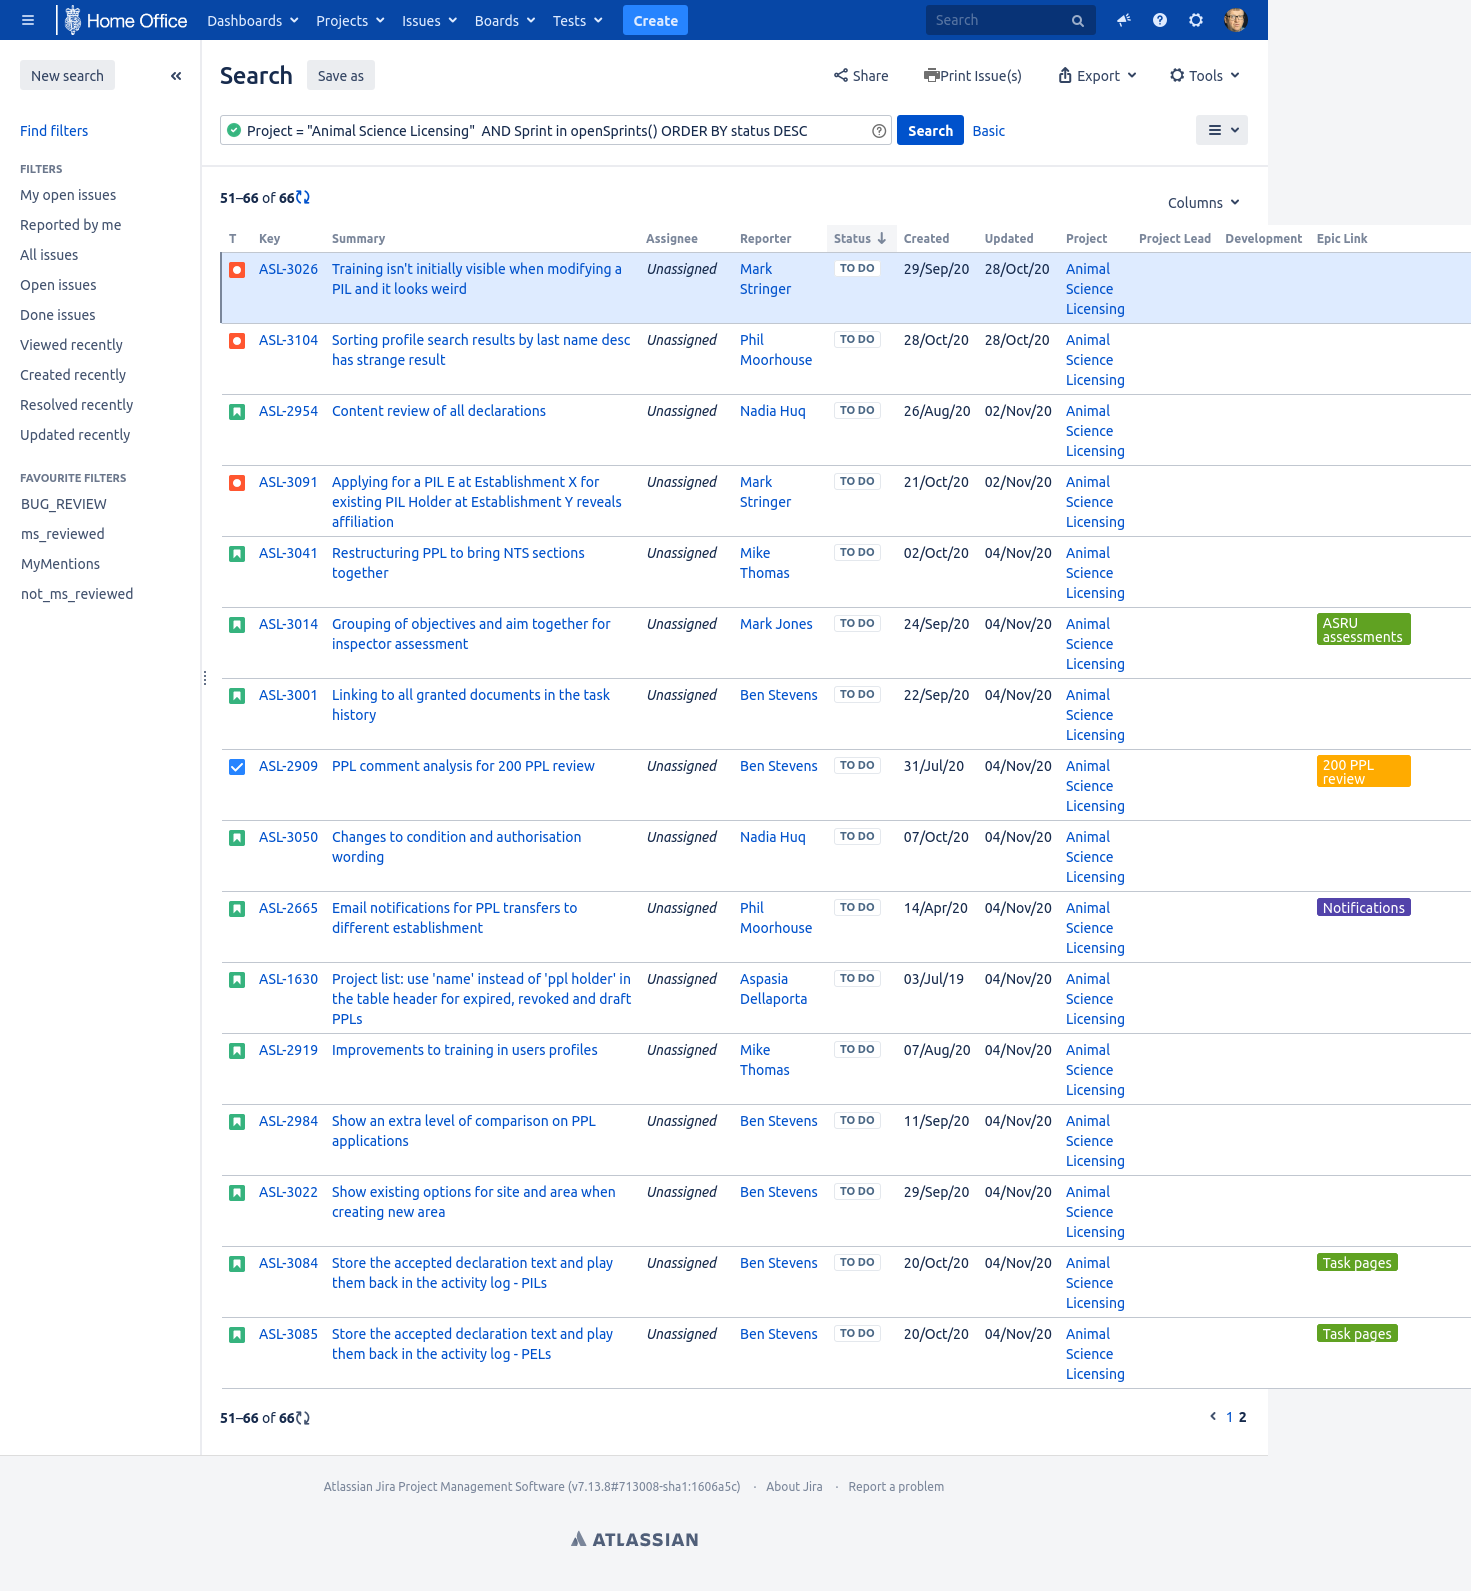 Home Office Dashboards Projects Issues Boards Tests Create Search
New search
Search Save as Share Print Issue(s) Export Tools
Find filters
Project = "Animal Science Licensing"  AND Sprint in openSprints() ORDER BY status DESC Search Basic
FILTERS
My open issues
Reported by me
All issues
Open issues
Done issues
Viewed recently
Created recently
Resolved recently
Updated recently
FAVOURITE FILTERS
BUG_REVIEW
ms_reviewed
MyMentions
not_ms_reviewed
51–66 of 66
Columns
T Key Summary Assignee Reporter Status Created Updated Project Project Lead Development Epic Link
ASL-3026 Training isn't initially visible when modifying a Unassigned Mark TO DO 29/Sep/20 28/Oct/20 Animal
PIL and it looks weird Stringer Science
Licensing
ASL-3104 Sorting profile search results by last name desc Unassigned Phil TO DO 28/Oct/20 28/Oct/20 Animal
has strange result Moorhouse Science
Licensing
ASL-2954 Content review of all declarations Unassigned Nadia Huq TO DO 26/Aug/20 02/Nov/20 Animal
Science
Licensing
ASL-3091 Applying for a PIL E at Establishment X for Unassigned Mark TO DO 21/Oct/20 02/Nov/20 Animal
existing PIL Holder at Establishment Y reveals Stringer Science
affiliation Licensing
ASL-3041 Restructuring PPL to bring NTS sections Unassigned Mike TO DO 02/Oct/20 04/Nov/20 Animal
together Thomas Science
Licensing
ASL-3014 Grouping of objectives and aim together for Unassigned Mark Jones TO DO 24/Sep/20 04/Nov/20 Animal ASRU
inspector assessment Science assessments
Licensing
ASL-3001 Linking to all granted documents in the task Unassigned Ben Stevens TO DO 22/Sep/20 04/Nov/20 Animal
history Science
Licensing
ASL-2909 PPL comment analysis for 200 PPL review Unassigned Ben Stevens TO DO 31/Jul/20 04/Nov/20 Animal 200 PPL
Science review
Licensing
ASL-3050 Changes to condition and authorisation Unassigned Nadia Huq TO DO 07/Oct/20 04/Nov/20 Animal
wording Science
Licensing
ASL-2665 Email notifications for PPL transfers to Unassigned Phil TO DO 14/Apr/20 04/Nov/20 Animal Notifications
different establishment Moorhouse Science
Licensing
ASL-1630 Project list: use 'name' instead of 'ppl holder' in Unassigned Aspasia TO DO 03/Jul/19 04/Nov/20 Animal
the table header for expired, revoked and draft Dellaporta Science
PPLs Licensing
ASL-2919 Improvements to training in users profiles Unassigned Mike TO DO 07/Aug/20 04/Nov/20 Animal
Thomas Science
Licensing
ASL-2984 Show an extra level of comparison on PPL Unassigned Ben Stevens TO DO 11/Sep/20 04/Nov/20 Animal
applications Science
Licensing
ASL-3022 Show existing options for site and area when Unassigned Ben Stevens TO DO 29/Sep/20 04/Nov/20 Animal
creating new area Science
Licensing
ASL-3084 Store the accepted declaration text and play Unassigned Ben Stevens TO DO 20/Oct/20 04/Nov/20 Animal Task pages
them back in the activity log - PILs Science
Licensing
ASL-3085 Store the accepted declaration text and play Unassigned Ben Stevens TO DO 20/Oct/20 04/Nov/20 Animal Task pages
them back in the activity log - PELs Science
Licensing
51–66 of 66 1 2
Atlassian Jira Project Management Software (v7.13.8#713008-sha1:1606a5c) · About Jira · Report a problem
ATLASSIAN